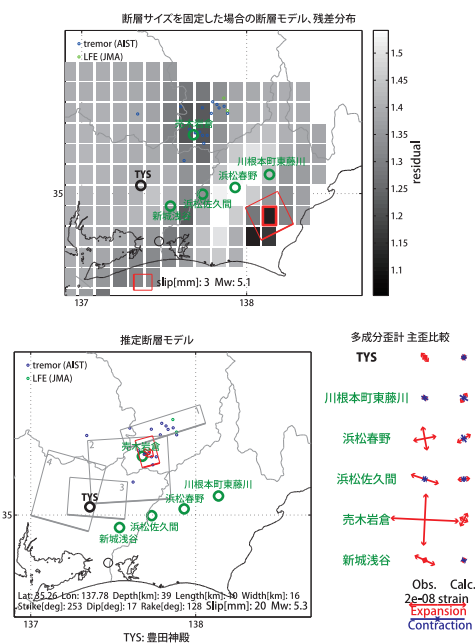 断層サイズを固定した場合の断層モデル、残差分布
tremor (AIST)
LFE (JMA)
売木岩倉
川根本町東藤川
TYS
浜松春野
浜松佐久間
新城浅谷
35
slip[mm]: 3 Mw: 5.1
137
138
1.5
1.45
1.4
1.35
1.3
1.25
1.2
1.15
1.1
residual
推定断層モデル
tremor (AIST)
LFE (JMA)
1
売木岩倉
2
4
3
川根本町東藤川
TYS
浜松春野
浜松佐久間
新城浅谷
35
Lat: 35.26 Lon: 137.78 Depth[km]: 39 Length[km]: 10 Width[km]: 16
Strike[deg]: 253 Dip[deg]: 17 Rake[deg]: 128 Slip[mm]: 20 Mw: 5.3
137
138
TYS: 豊田神殿
多成分歪計 主歪比較
TYS
川根本町東藤川
浜松春野
浜松佐久間
売木岩倉
新城浅谷
Obs. Calc.
2e-08 strain
Expansion
Contraction